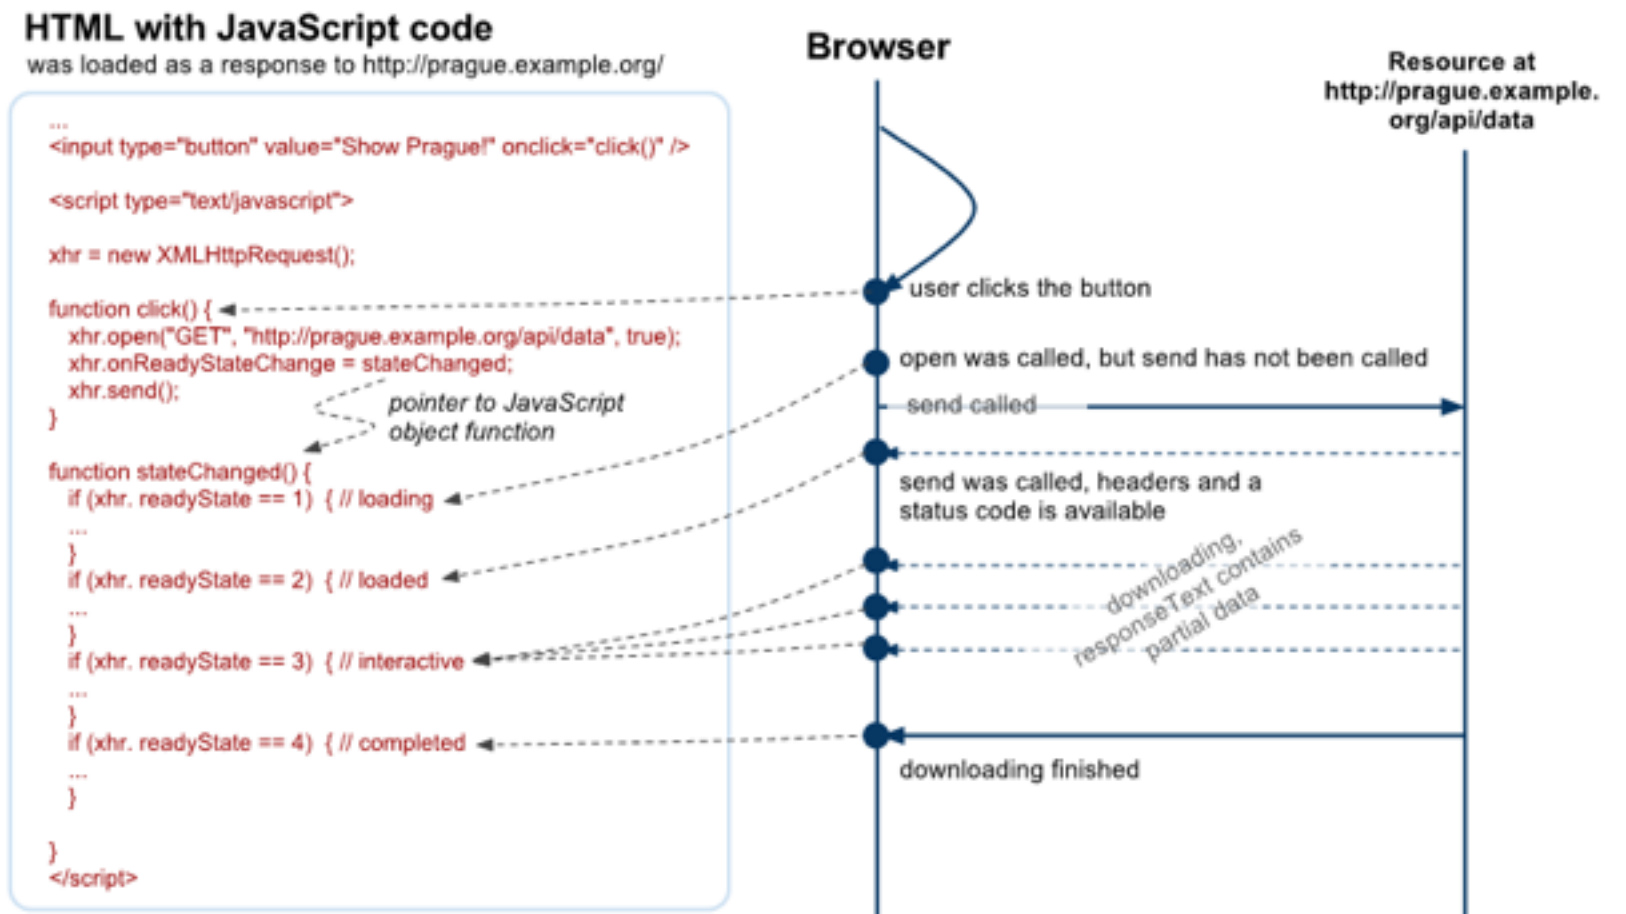 HTML with JavaScript code
was loaded as a response to http://prague.example.org/
...
<input type="button" value="Show Prague!" onclick="click()" />
<script type="text/javascript">
xhr = new XMLHttpRequest();
function click() {
xhr.open("GET", "http://prague.example.org/api/data", true);
xhr.onReadyStateChange = stateChanged;
xhr.send();
}
pointer to JavaScript
object function
function stateChanged() {
if (xhr. readyState == 1)  { // loading
...
}
if (xhr. readyState == 2)  { // loaded
...
}
if (xhr. readyState == 3)  { // interactive
...
}
if (xhr. readyState == 4)  { // completed
...
}
}
</script>
Browser
user clicks the button
open was called, but send has not been called
send called
send was called, headers and a
status code is available
downloading,
responseText contains
partial data
downloading finished
Resource at
http://prague.example.
org/api/data